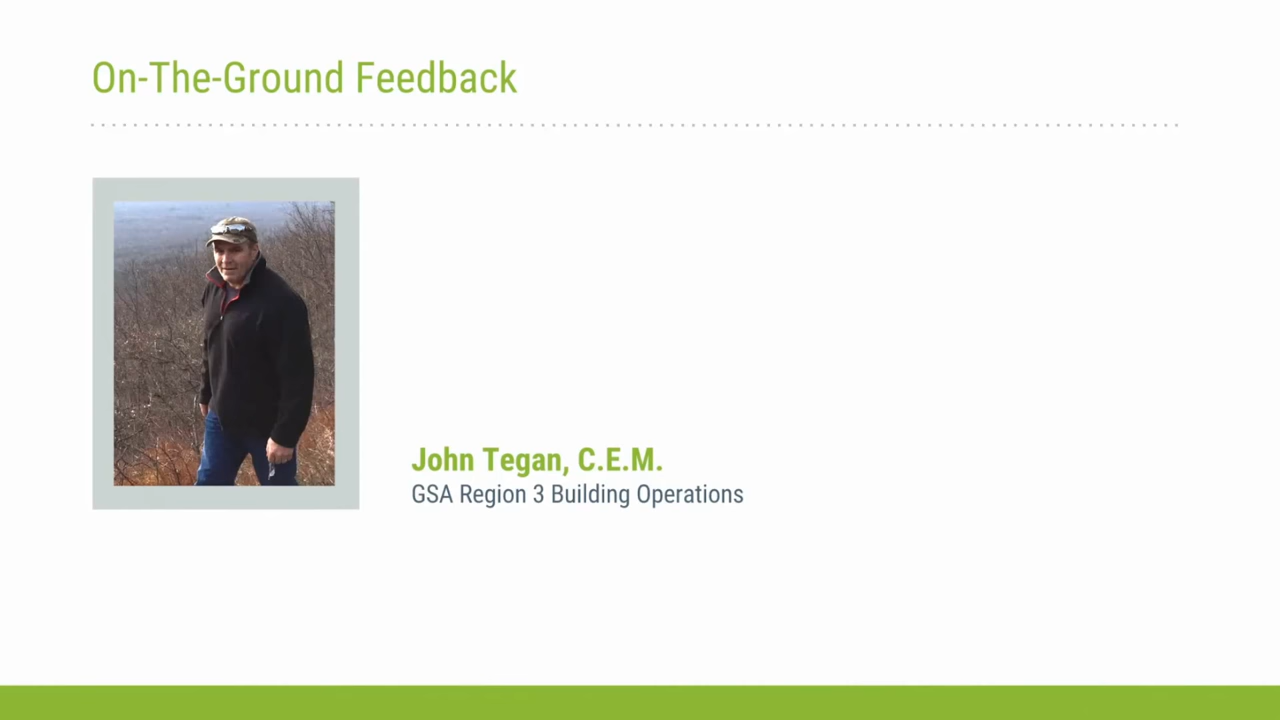 On-The-Ground Feedback
John Tegan, C.E.M.
GSA Region 3 Building Operations